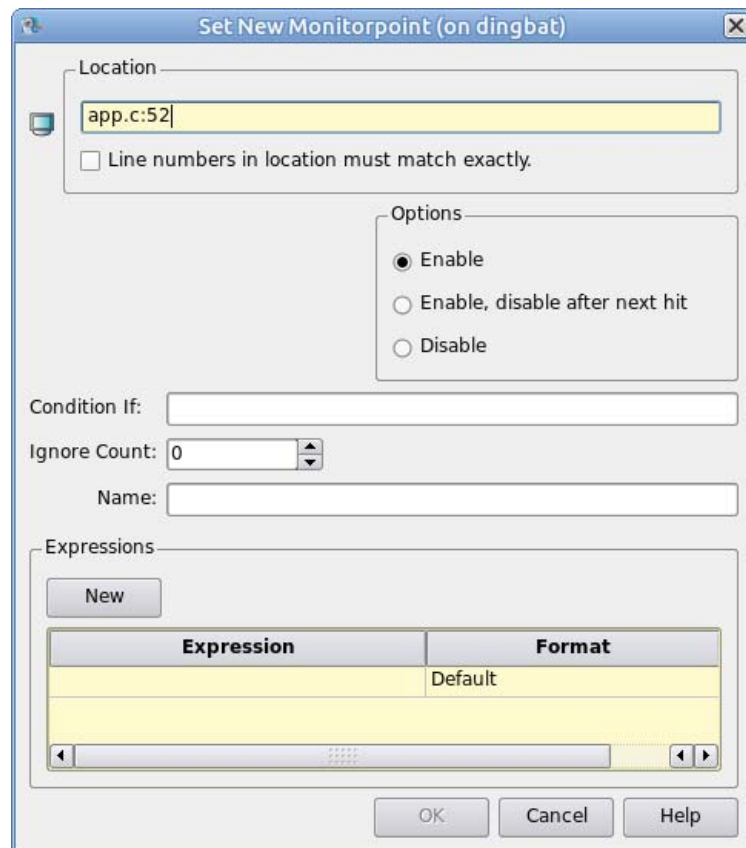 Set New Monitorpoint (on dingbat)
Location
app.c:52
Line numbers in location must match exactly.
Options
Enable
Enable, disable after next hit
Disable
Condition If:
Ignore Count: 0
Name:
Expressions
New
Expression Format
Default
OK Cancel Help